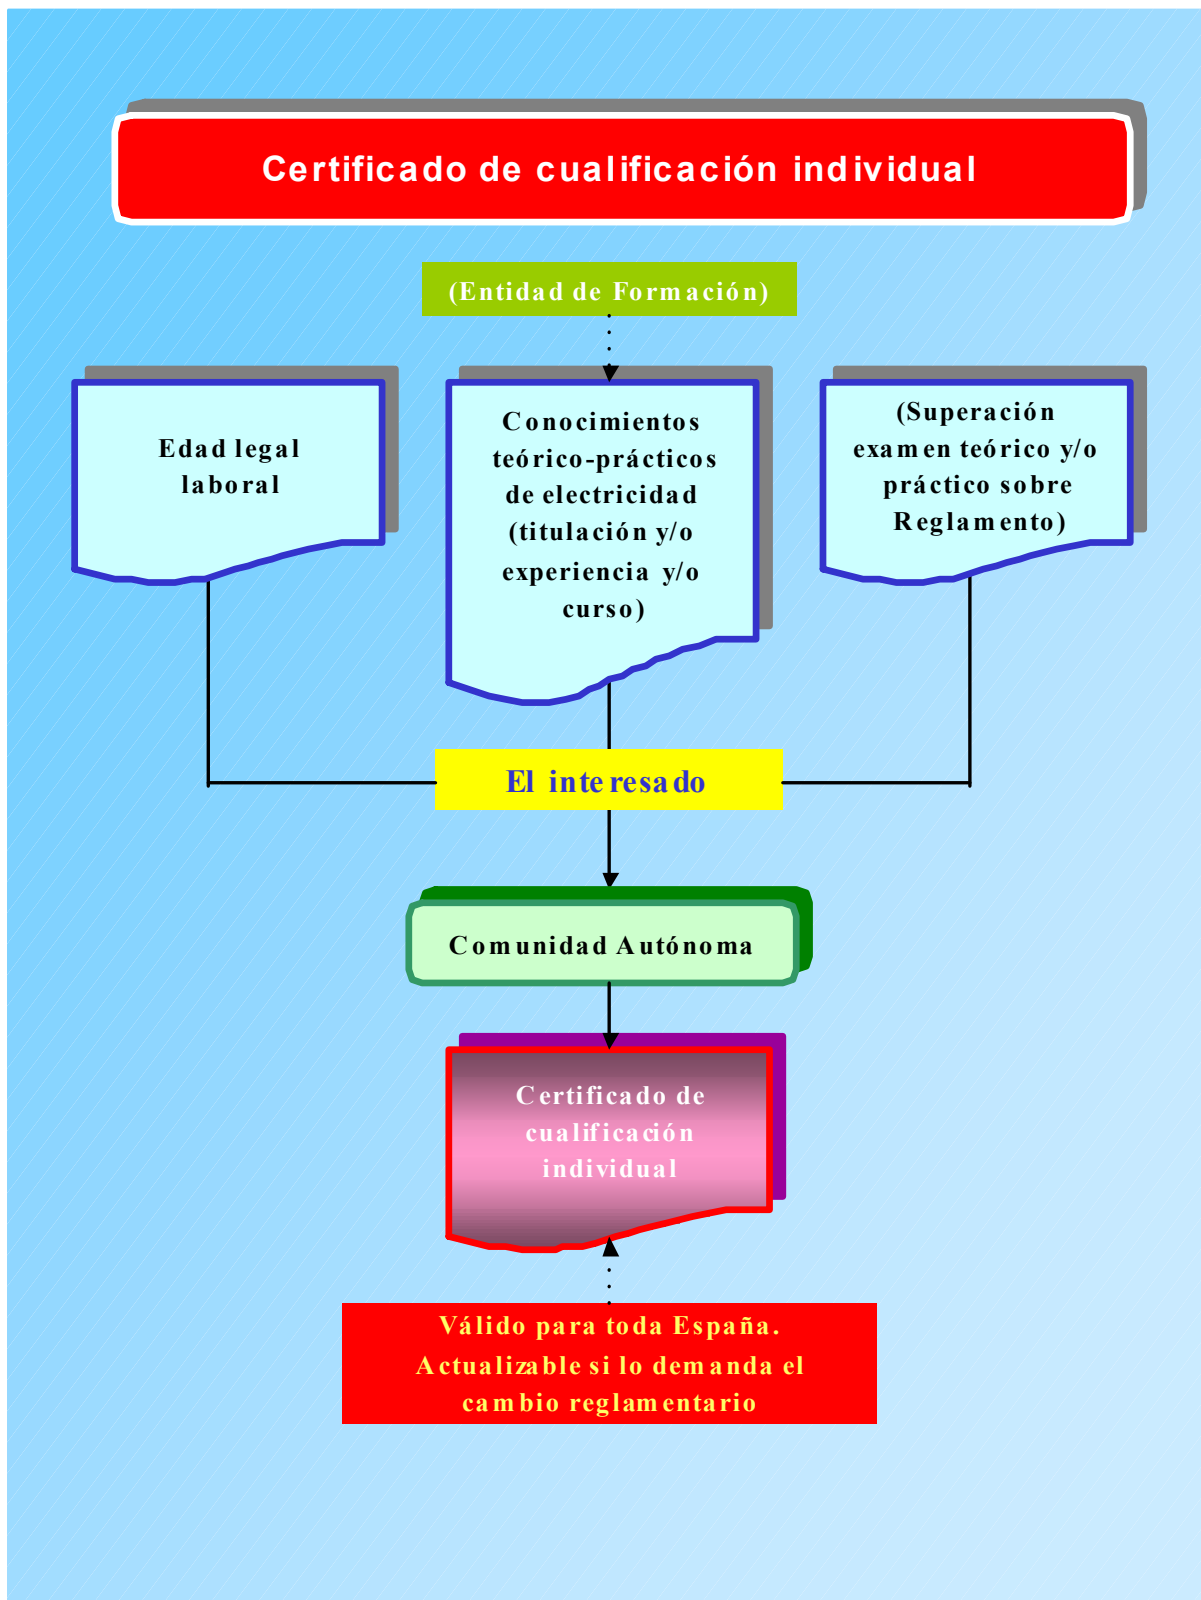 Certificado de cualificación individual
(Entidad de Formación)
Edad legal
laboral
Conocimientos
teórico-prácticos
de electricidad
(titulación y/o
experiencia y/o
curso)
(Superación
examen teórico y/o
práctico sobre
Reglamento)
El interesado
Comunidad Autónoma
Certificado de
cualificación
individual
Válido para toda España.
Actualizable si lo demanda el
cambio reglamentario